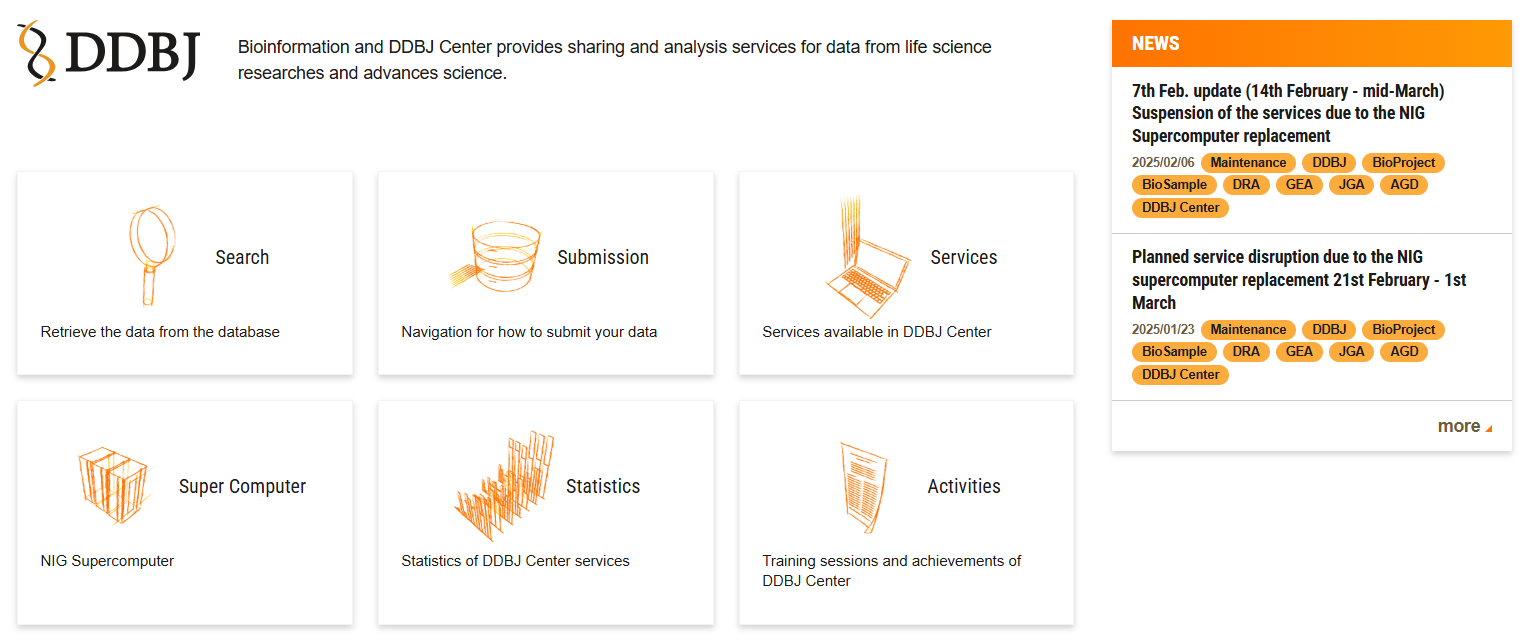 DDBJ
Bioinformation and DDBJ Center provides sharing and analysis services for data from life science
researches and advances science.
Search
Retrieve the data from the database
Submission
Navigation for how to submit your data
Services
Services available in DDBJ Center
Super Computer
NIG Supercomputer
Statistics
Statistics of DDBJ Center services
Activities
Training sessions and achievements of
DDBJ Center
NEWS
7th Feb. update (14th February - mid-March)
Suspension of the services due to the NIG
Supercomputer replacement
2025/02/06 Maintenance DDBJ BioProject
BioSample DRA GEA JGA AGD
DDBJ Center
Planned service disruption due to the NIG
supercomputer replacement 21st February - 1st
March
2025/01/23 Maintenance DDBJ BioProject
BioSample DRA GEA JGA AGD
DDBJ Center
more